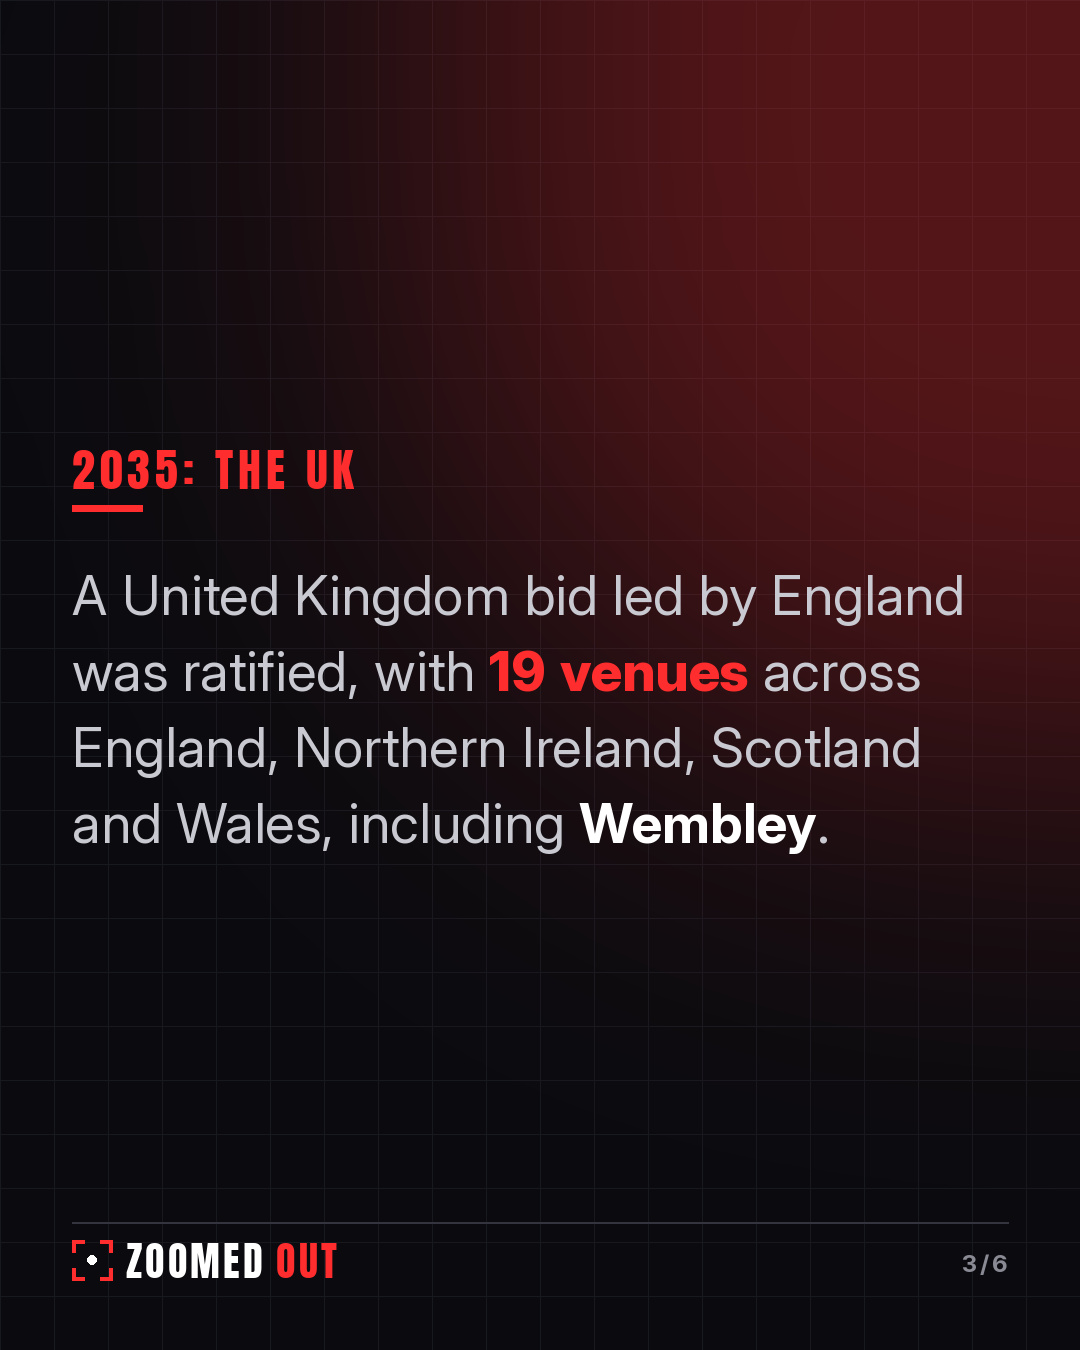 2035: THE UK
A United Kingdom bid led by England
was ratified, with 19 venues across
England, Northern Ireland, Scotland
and Wales, including Wembley.
ZOOMED OUT
3/6